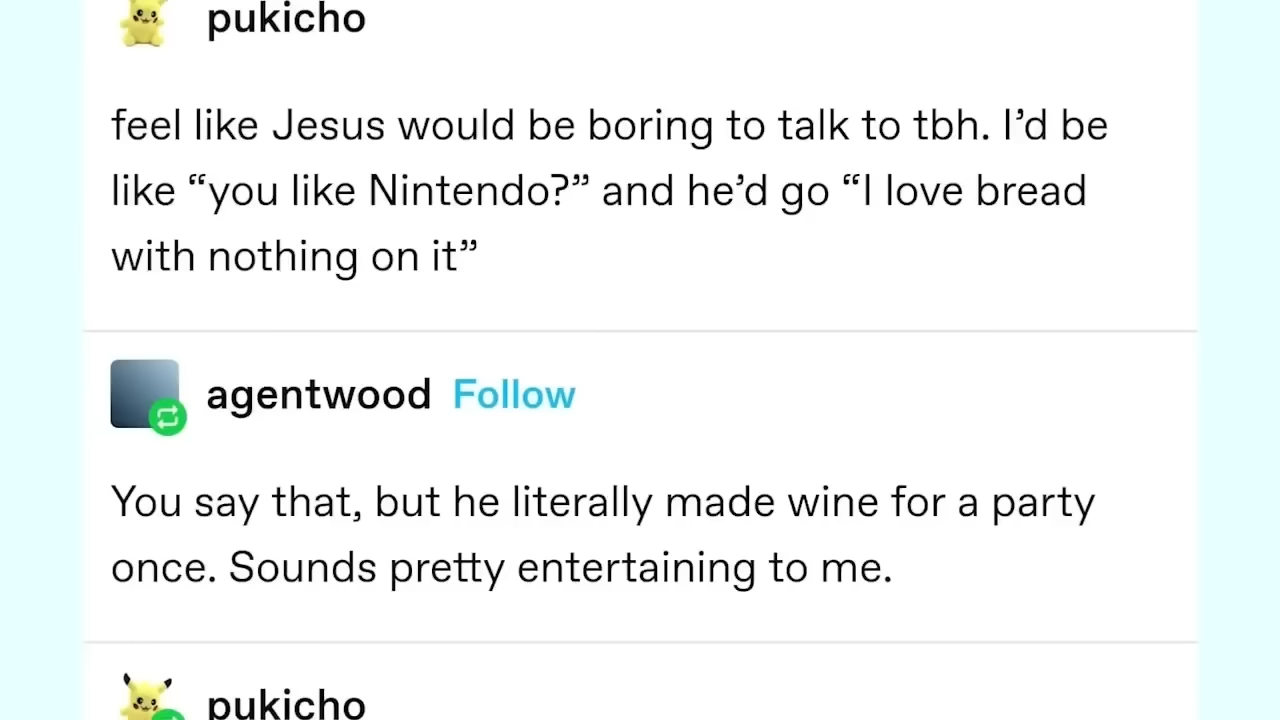 pukicho
feel like Jesus would be boring to talk to tbh. I’d be
like “you like Nintendo?” and he’d go “I love bread
with nothing on it”
agentwood Follow
You say that, but he literally made wine for a party
once. Sounds pretty entertaining to me.
pukicho